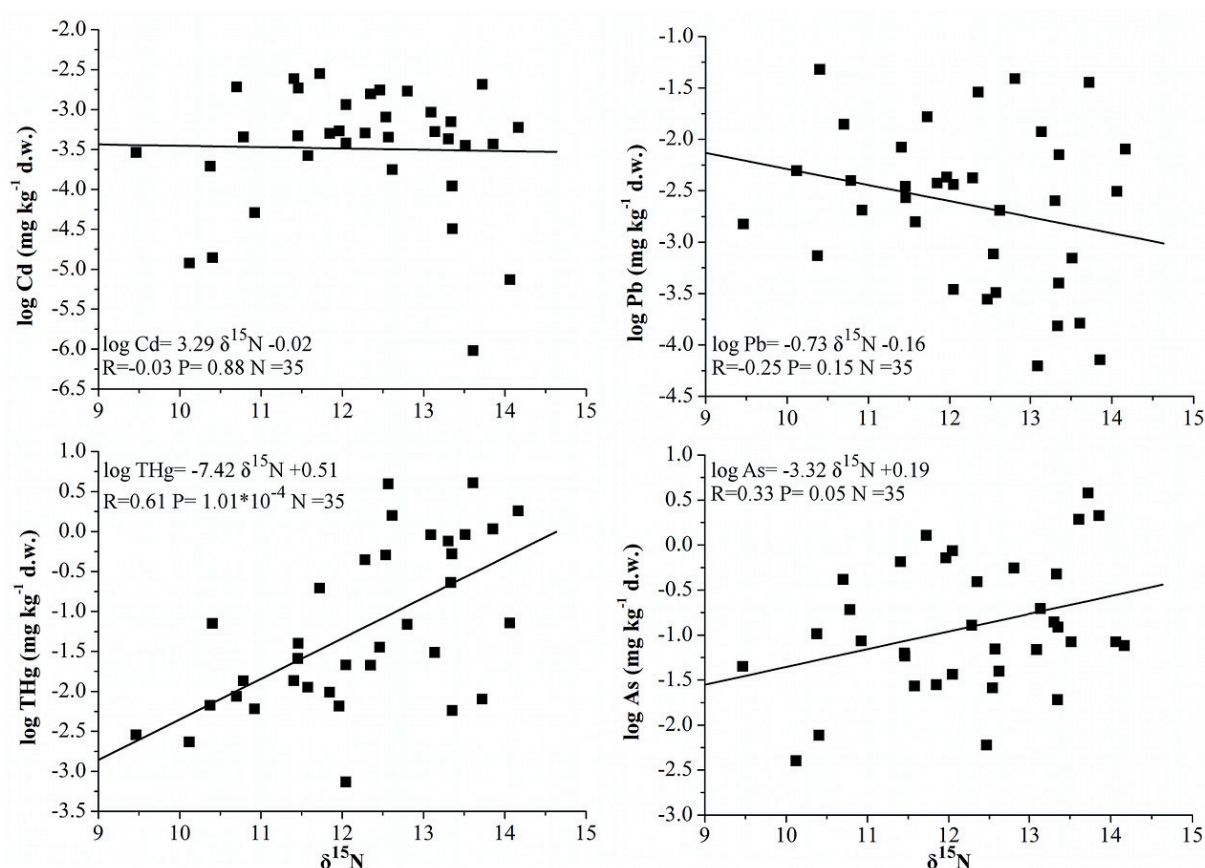 -2.0
-2.5
-3.0
-3.5
-4.0
-4.5
-5.0
-5.5
-6.0
-6.5
log Cd (mg kg-1 d.w.)
log Cd= 3.29 δ15N -0.02
R=-0.03 P= 0.88 N =35
9 10 11 12 13 14 15
-1.0
-1.5
-2.0
-2.5
-3.0
-3.5
-4.0
-4.5
log Pb (mg kg-1 d.w.)
log Pb= -0.73 δ15N -0.16
R=-0.25 P= 0.15 N =35
9 10 11 12 13 14 15
1.0
0.5
0.0
-0.5
-1.0
-1.5
-2.0
-2.5
-3.0
-3.5
log THg (mg kg-1 d.w.)
log THg= -7.42 δ15N +0.51
R=0.61 P= 1.01*10-4 N =35
9 10 11 12 13 14 15
δ15N
1.0
0.5
0.0
-0.5
-1.0
-1.5
-2.0
-2.5
-3.0
log As (mg kg-1 d.w.)
log As= -3.32 δ15N +0.19
R=0.33 P= 0.05 N =35
9 10 11 12 13 14 15
δ15N